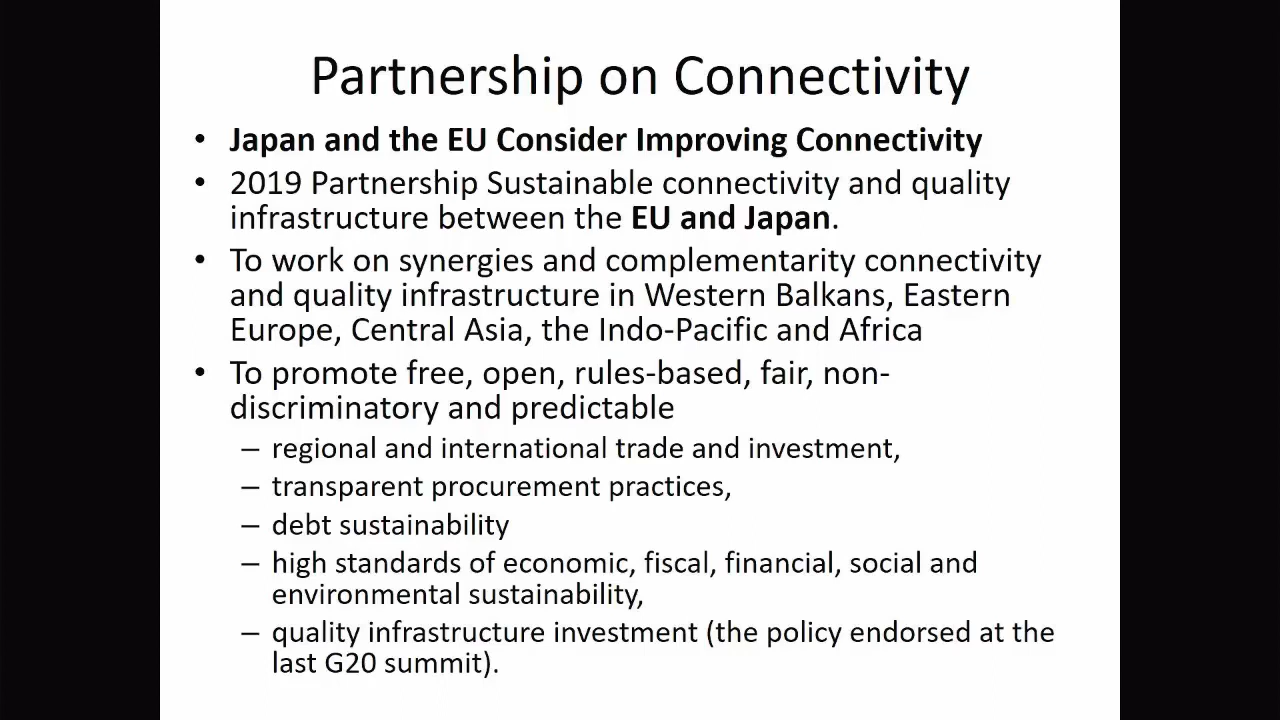 Partnership on Connectivity
• Japan and the EU Consider Improving Connectivity
• 2019 Partnership Sustainable connectivity and quality
infrastructure between the EU and Japan.
• To work on synergies and complementarity connectivity
and quality infrastructure in Western Balkans, Eastern
Europe, Central Asia, the Indo-Pacific and Africa
• To promote free, open, rules-based, fair, non-
discriminatory and predictable
– regional and international trade and investment,
– transparent procurement practices,
– debt sustainability
– high standards of economic, fiscal, financial, social and
environmental sustainability,
– quality infrastructure investment (the policy endorsed at the
last G20 summit).